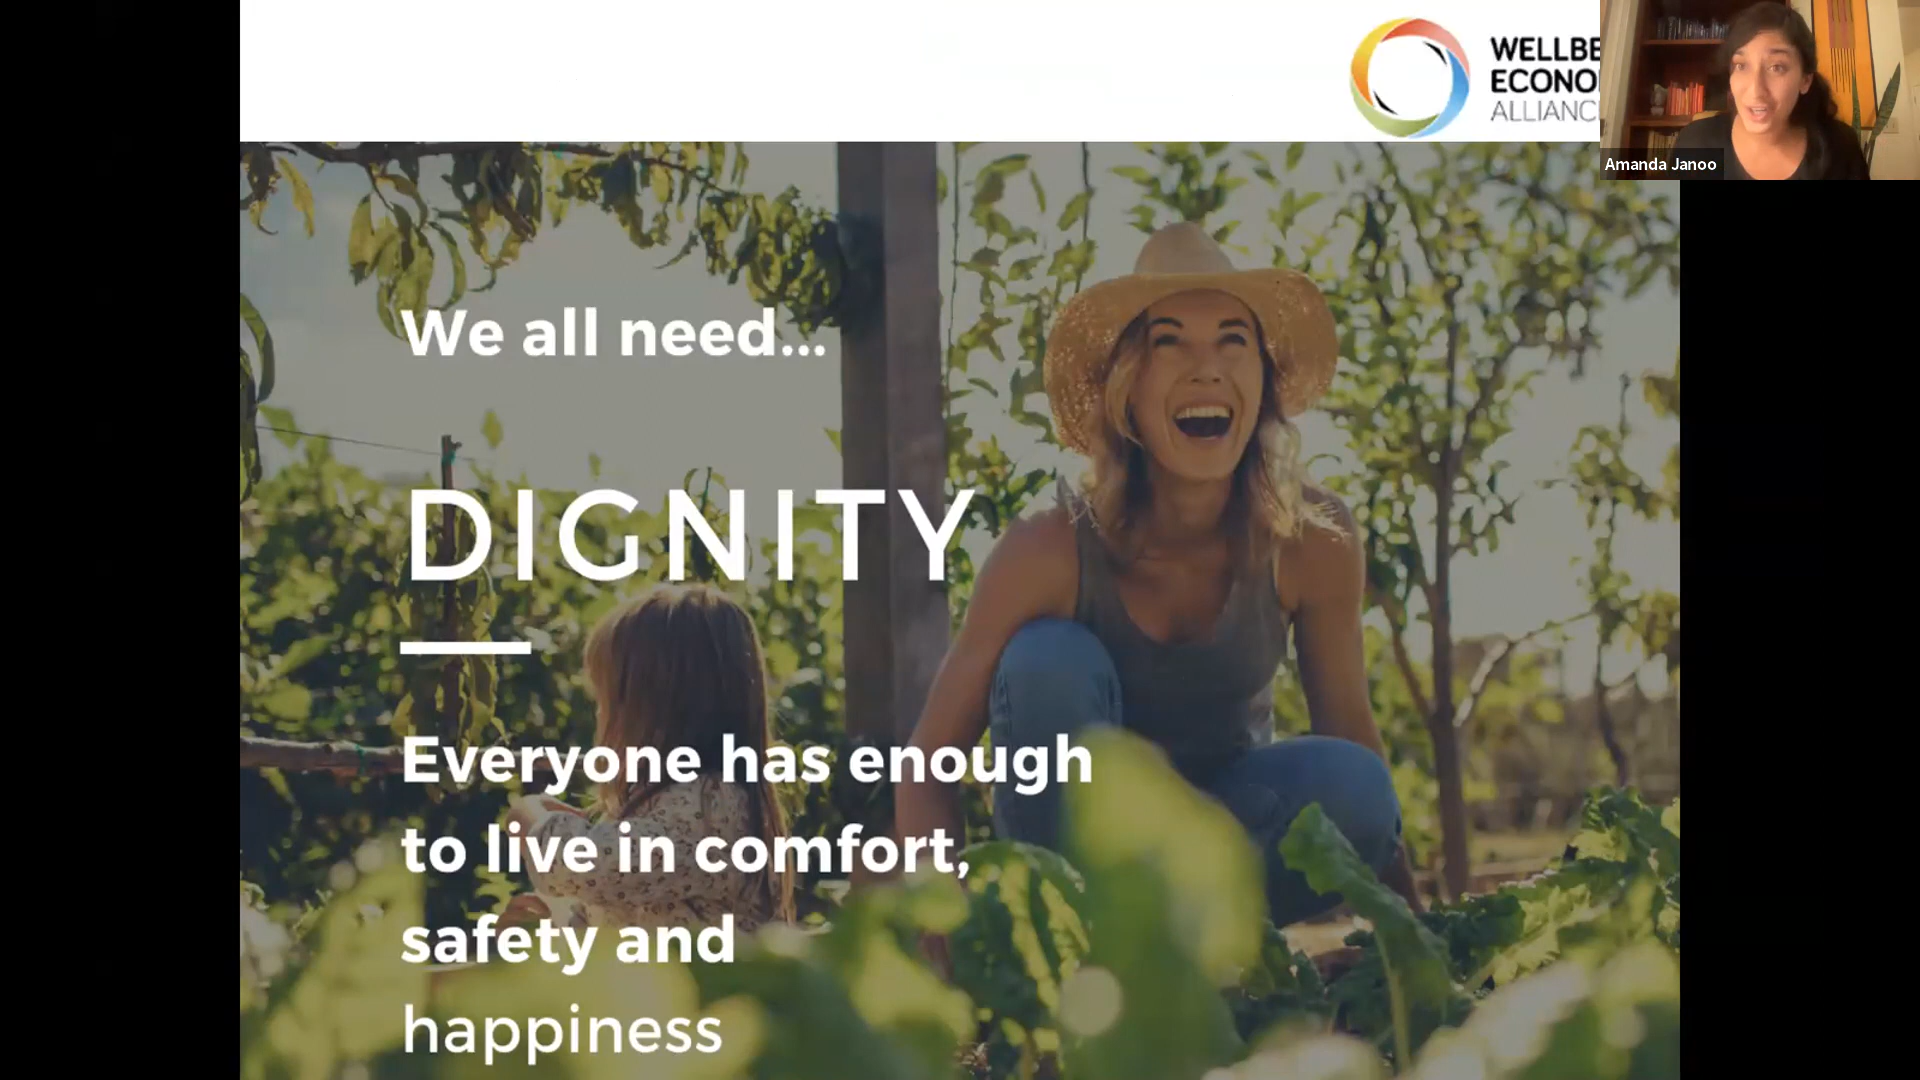 WELLBE
ECONO
ALLIANC
Amanda Janoo
We all need...
DIGNITY
Everyone has enough
to live in comfort,
safety and
happiness